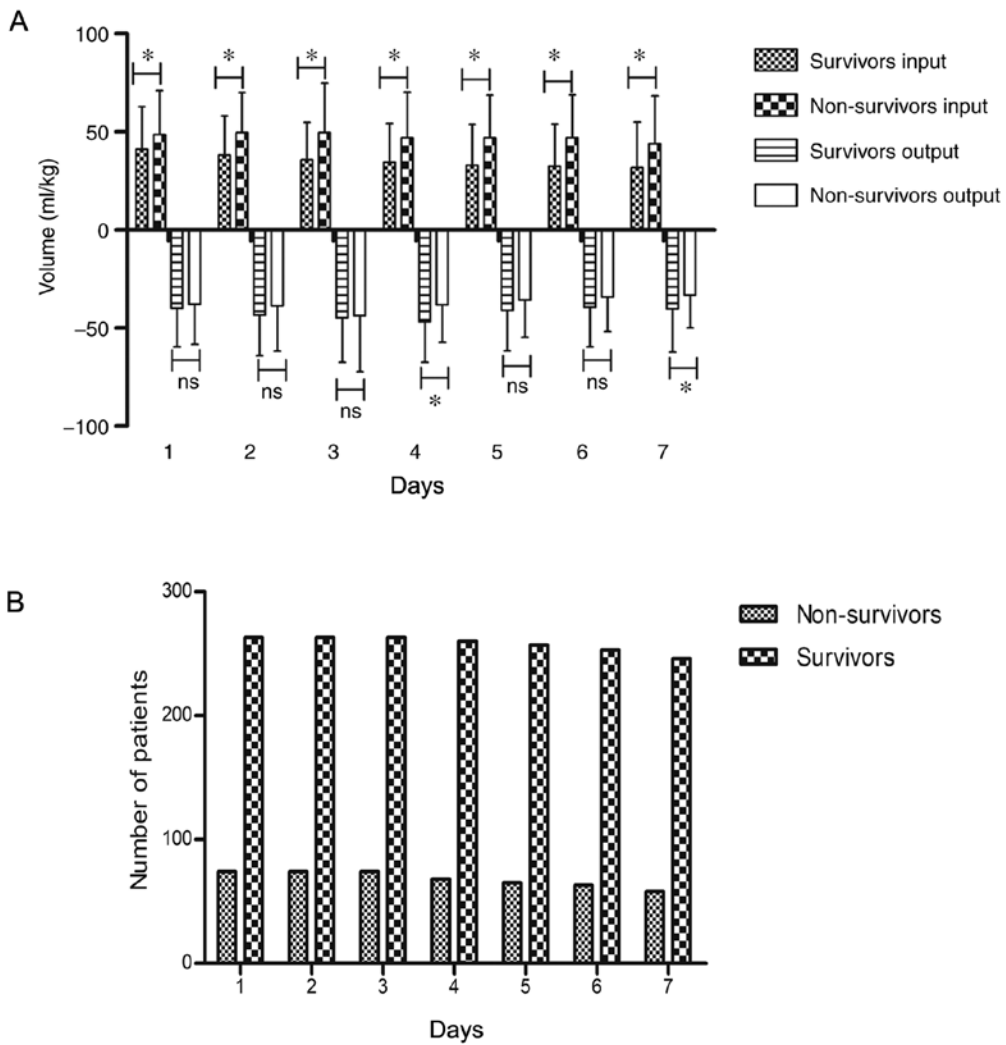 A
100
50
0
−50
−100
Volume (ml/kg)
* * * * * * *
ns ns ns * ns ns *
1 2 3 4 5 6 7
Days
Survivors input
Non-survivors input
Survivors output
Non-survivors output
B
300
200
100
0
Number of patients
1 2 3 4 5 6 7
Days
Non-survivors
Survivors